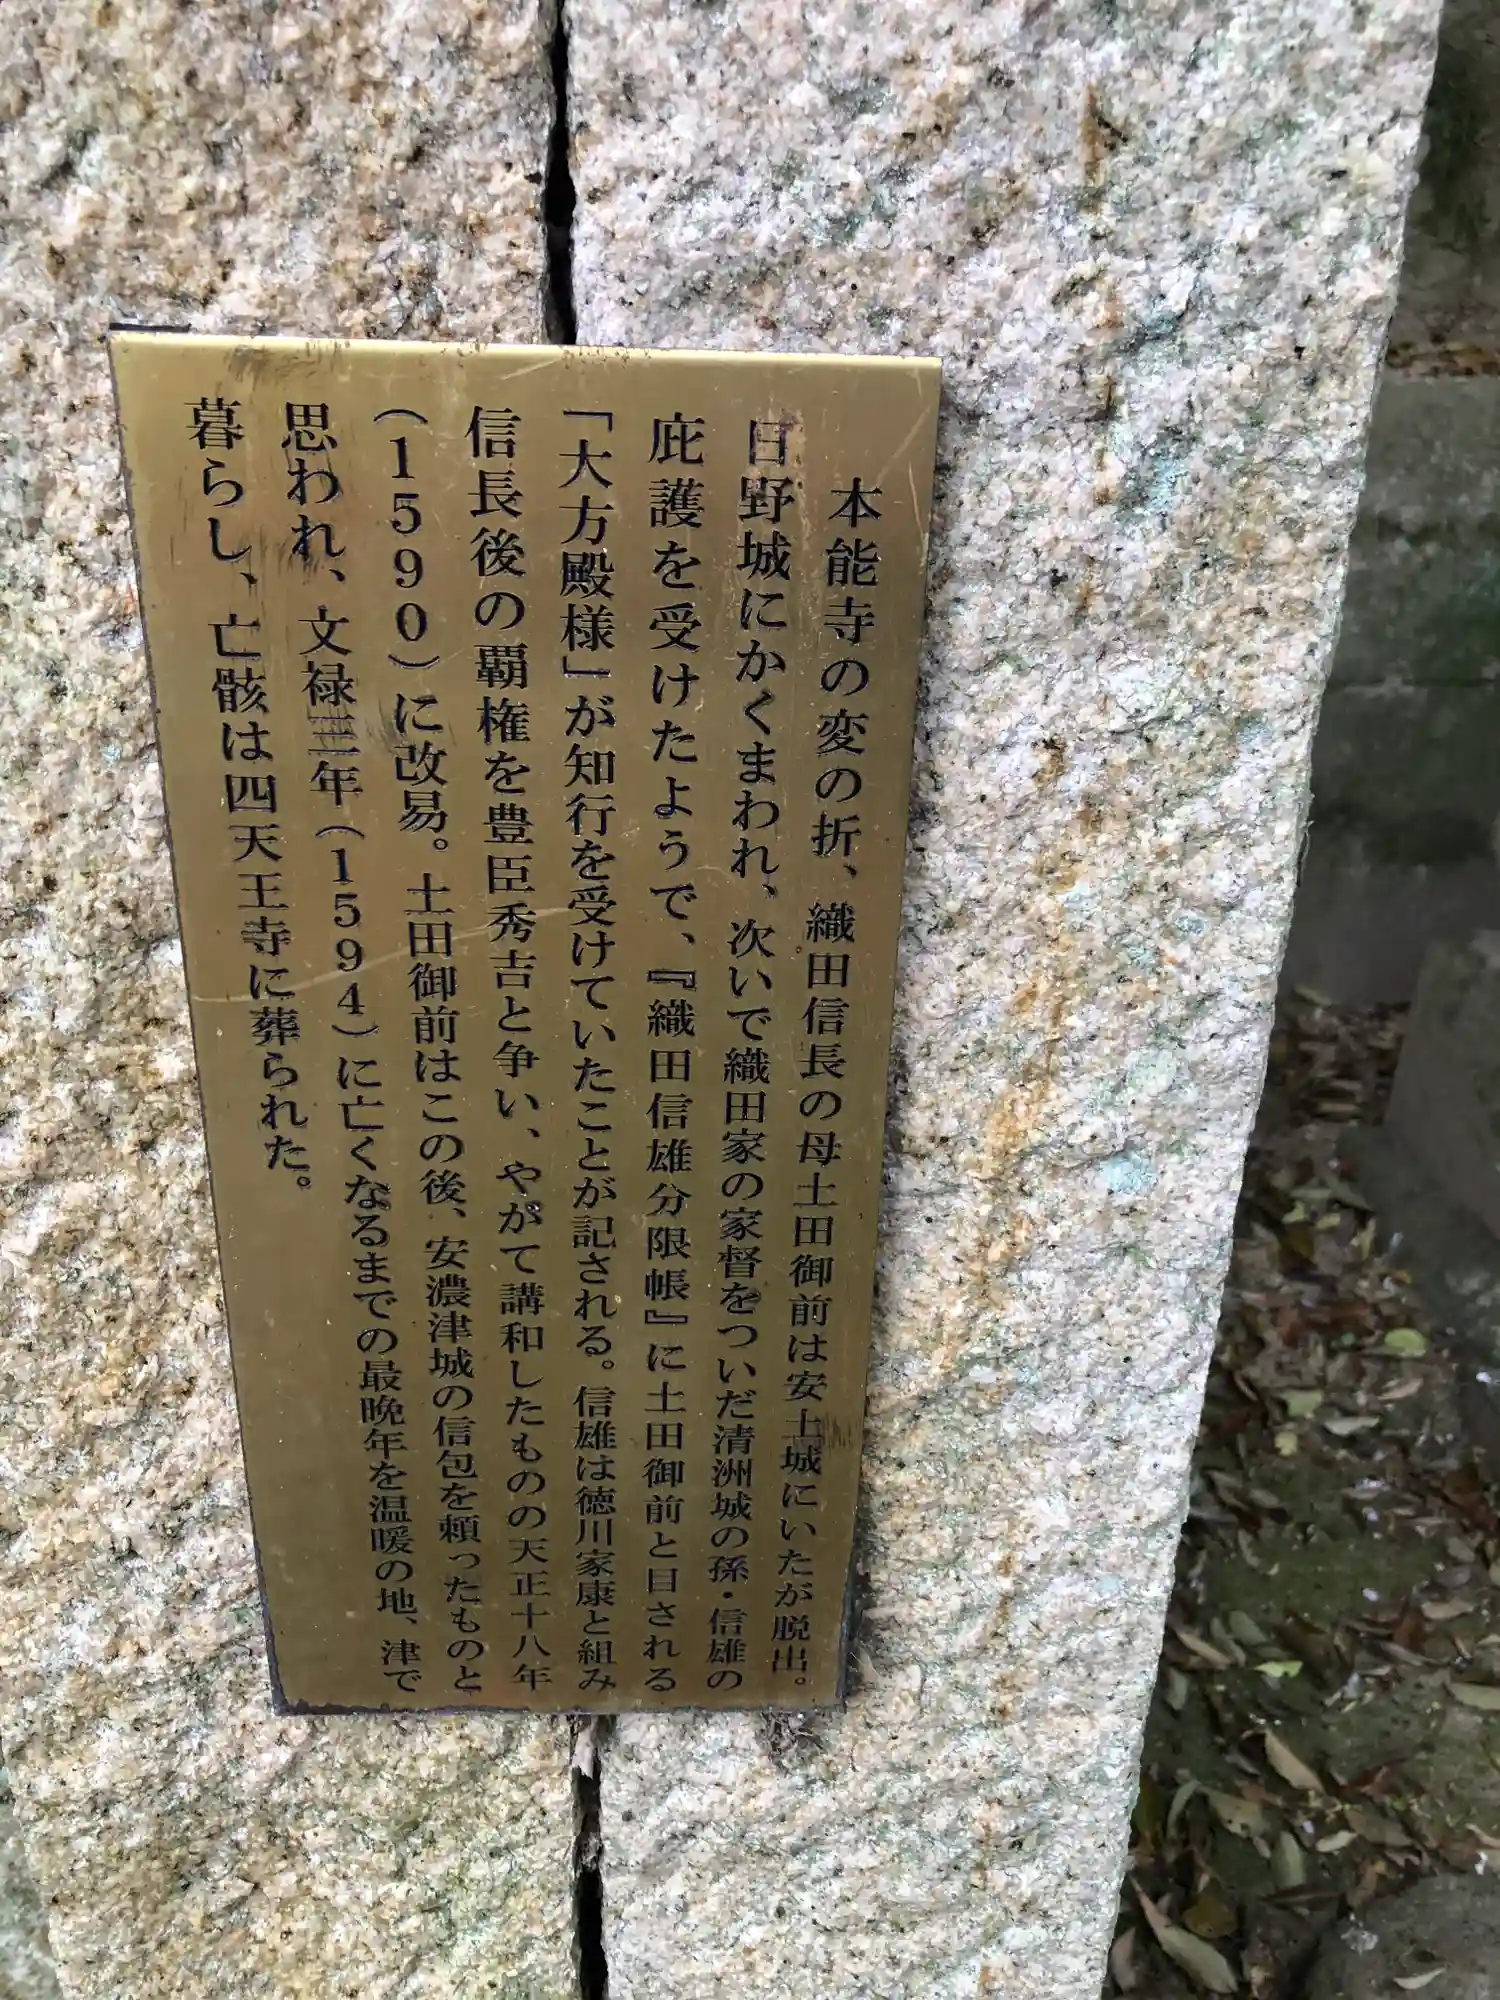 本能寺の変の折、織田信長の母土田御前は安土城にいたが脱出。
日野城にかくまわれ、次いで織田家の家督をついだ清洲城の孫・信雄の
庇護を受けたようで、『織田信雄分限帳』に土田御前と目される
「大方殿様」が知行を受けていたことが記される。信雄は徳川家康と組み
信長後の覇権を豊臣秀吉と争い、やがて講和したものの天正十八年
(1590)に改易。土田御前はこの後、安濃津城の信包を頼ったものと
思われ、文禄三年(1594)に亡くなるまでの最晩年を温暖の地、津で
暮らし、亡骸は四天王寺に葬られた。